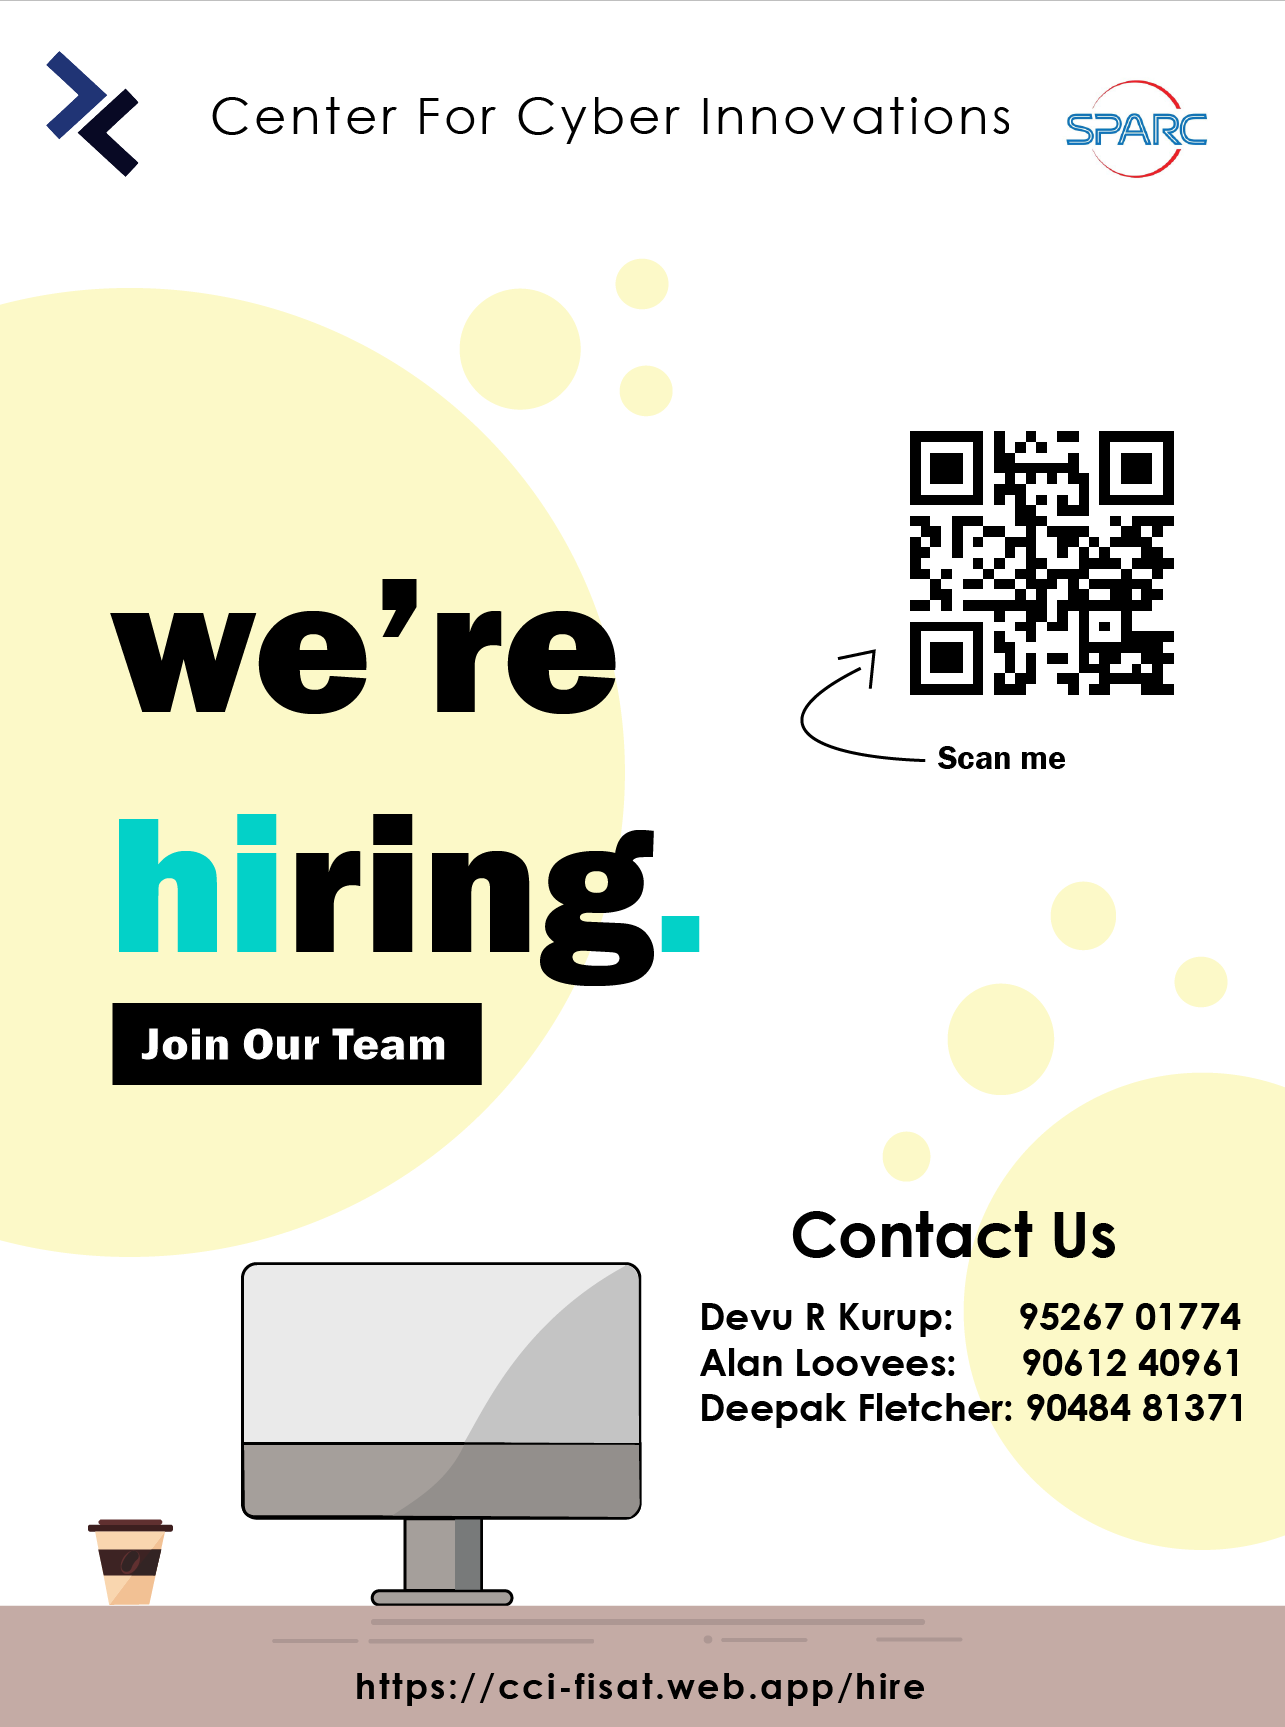 Center For Cyber Innovations
SPARC
we're
hiring.
Join Our Team
Scan me
Contact Us
Devu R Kurup: 95267 01774
Alan Loovees: 90612 40961
Deepak Fletcher: 90484 81371
https://cci-fisat.web.app/hire